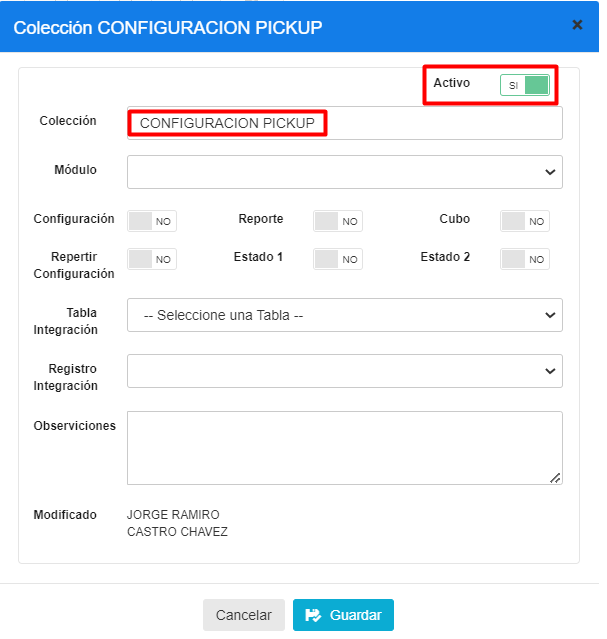 Colección CONFIGURACION PICKUP ×
Activo SI
Colección CONFIGURACION PICKUP
Módulo
Configuración NO Reporte NO Cubo NO
Repertir NO Estado 1 NO Estado 2 NO
Configuración
Tabla -- Seleccione una Tabla --
Integración
Registro
Integración
Observiciones
Modificado JORGE RAMIRO
CASTRO CHAVEZ
Cancelar Guardar